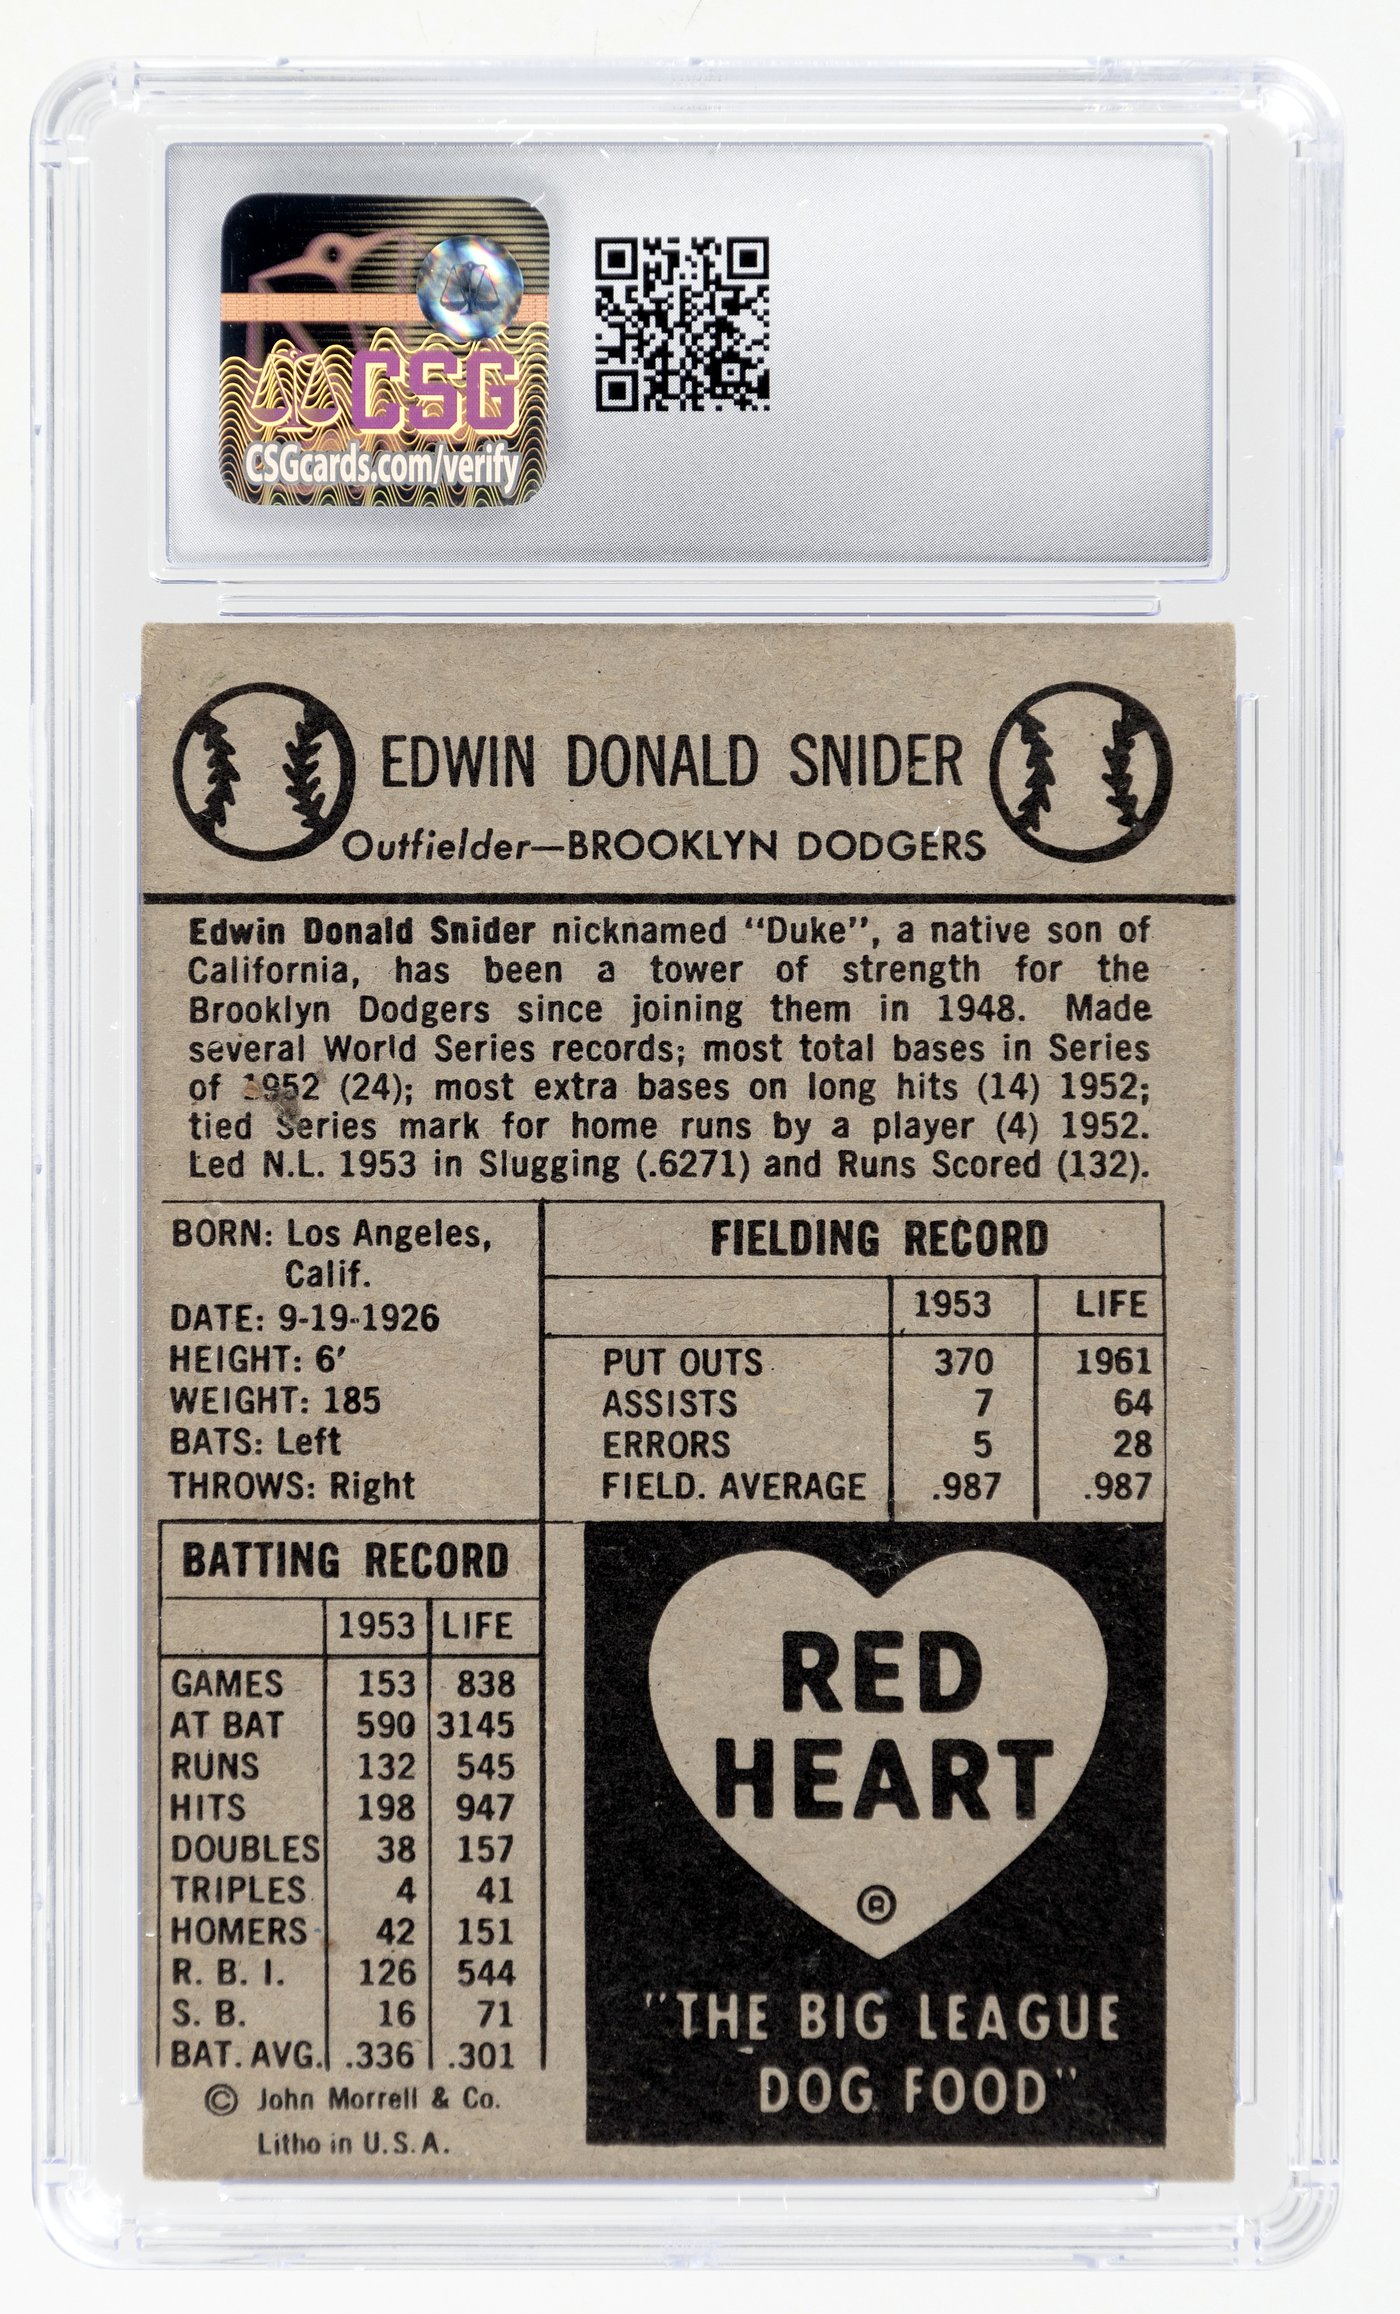 CSG
CSGcards.com/verify
EDWIN DONALD SNIDER
Outfielder—BROOKLYN DODGERS
Edwin Donald Snider nicknamed "Duke", a native son of
California, has been a tower of strength for the
Brooklyn Dodgers since joining them in 1948. Made
several World Series records; most total bases in Series
of 1952 (24); most extra bases on long hits (14) 1952;
tied Series mark for home runs by a player (4) 1952.
Led N.L. 1953 in Slugging (.6271) and Runs Scored (132).
BORN: Los Angeles,
Calif.
DATE: 9-19-1926
HEIGHT: 6'
WEIGHT: 185
BATS: Left
THROWS: Right
FIELDING RECORD
1953 LIFE
PUT OUTS 370 1961
ASSISTS 7 64
ERRORS 5 28
FIELD. AVERAGE .987 .987
BATTING RECORD
1953 LIFE
GAMES 153 838
AT BAT 590 3145
RUNS 132 545
HITS 198 947
DOUBLES 38 157
TRIPLES 4 41
HOMERS 42 151
R. B. I. 126 544
S. B. 16 71
BAT. AVG. .336 .301
© John Morrell & Co.
Litho in U.S.A.
RED
HEART
®
"THE BIG LEAGUE
DOG FOOD"